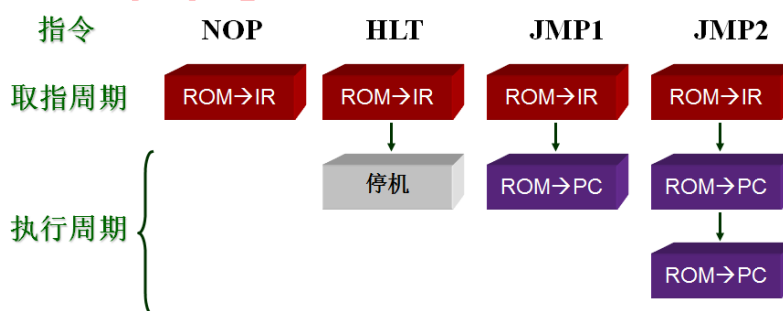 指令 NOP HLT JMP1 JMP2
取指周期 ROM→IR ROM→IR ROM→IR ROM→IR
停机 ROM→PC ROM→PC
执行周期
ROM→PC